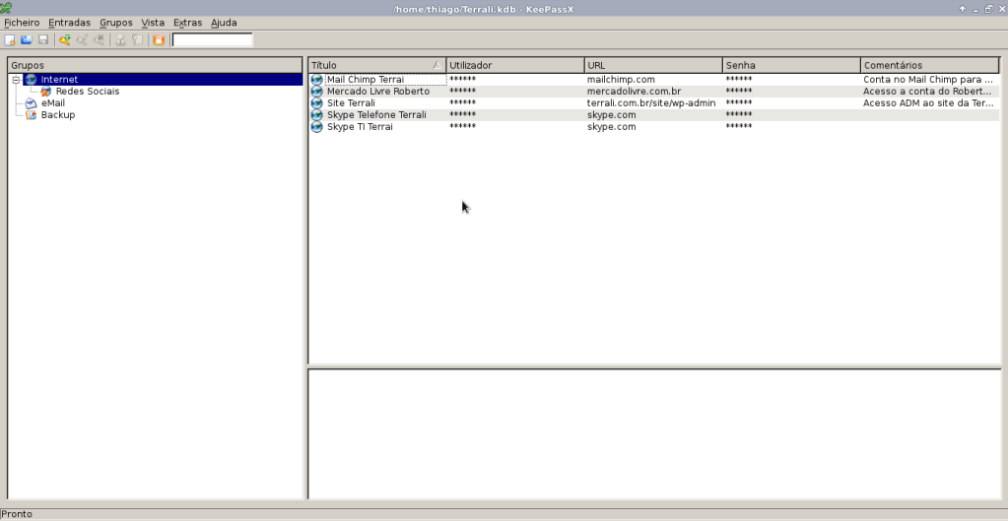 /home/thiago/Terrali.kdb - KeePassX
Ficheiro Entradas Grupos Vista Extras Ajuda
Grupos
Internet
Redes Sociais
eMail
Backup
Título Utilizador URL Senha Comentários
Mail Chimp Terrai ****** mailchimp.com ****** Conta no Mail Chimp para ...
Mercado Livre Roberto ****** mercadolivre.com.br ****** Acesso a conta do Robert...
Site Terrali ****** terrali.com.br/site/wp-admin ****** Acesso ADM ao site da Ter...
Skype Telefone Terrali ****** skype.com ******
Skype TI Terrai ****** skype.com ******
Pronto